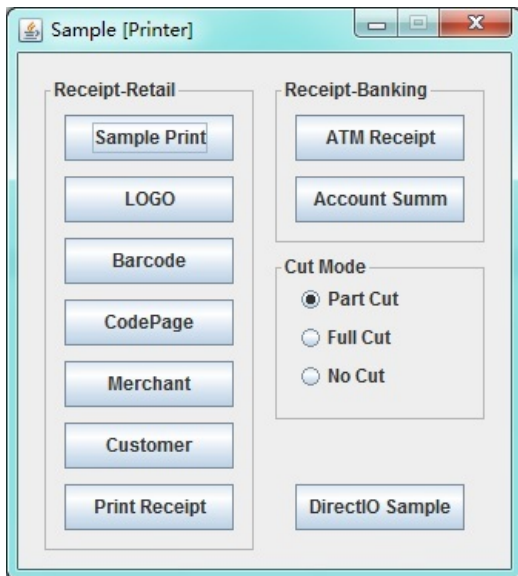 Sample [Printer]
Receipt-Retail
Sample Print
LOGO
Barcode
CodePage
Merchant
Customer
Print Receipt
Receipt-Banking
ATM Receipt
Account Summ
Cut Mode
Part Cut
Full Cut
No Cut
DirectIO Sample